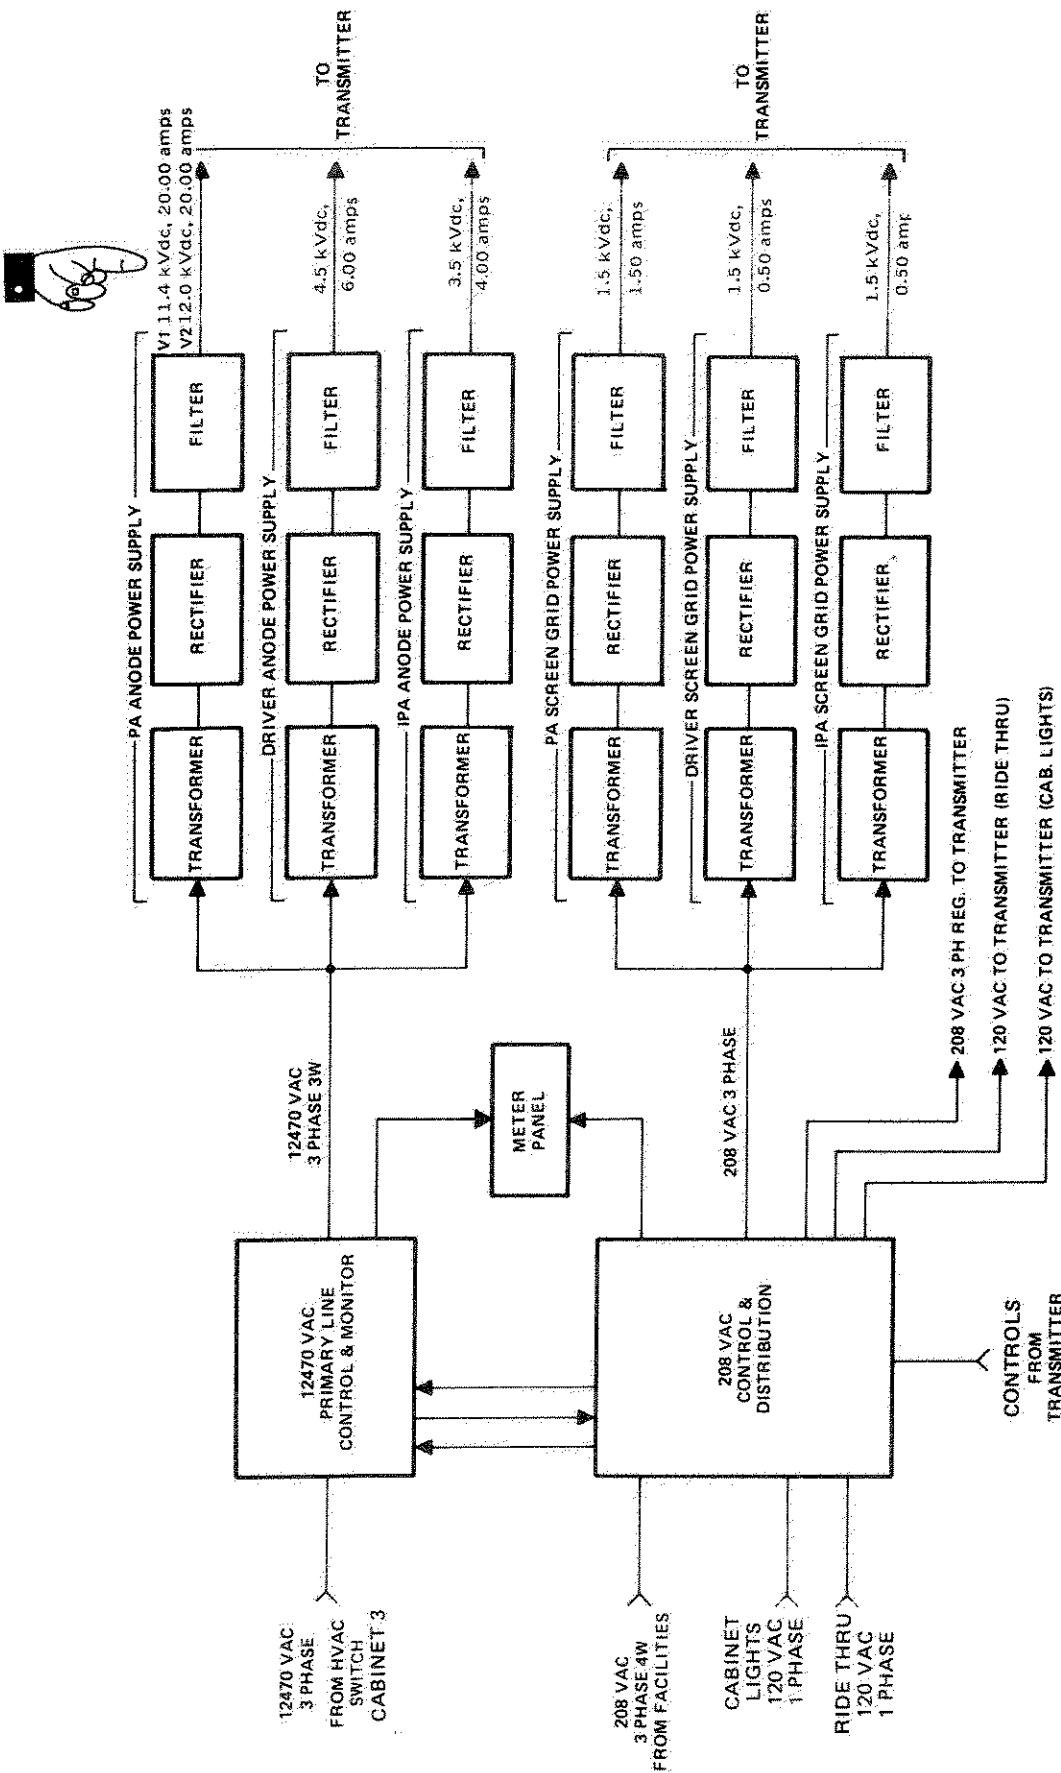 V1 11.4 kVdc, 20.00 amps
V2 12.0 kVdc, 20.00 amps
PA ANODE POWER SUPPLY
TRANSFORMER
RECTIFIER
FILTER
DRIVER ANODE POWER SUPPLY
TRANSFORMER
RECTIFIER
FILTER
4.5 kVdc,
6.00 amps
TO
TRANSMITTER
IPA ANODE POWER SUPPLY
TRANSFORMER
RECTIFIER
FILTER
3.5 kVdc,
4.00 amps
12470 VAC
3 PHASE
FROM HVAC
SWITCH
CABINET 3
12470 VAC
PRIMARY LINE
CONTROL & MONITOR
12470 VAC
3 PHASE 3W
METER
PANEL
PA SCREEN GRID POWER SUPPLY
TRANSFORMER
RECTIFIER
FILTER
1.5 kVdc,
1.50 amps
DRIVER SCREEN GRID POWER SUPPLY
TRANSFORMER
RECTIFIER
FILTER
1.5 kVdc,
0.50 amps
TO
TRANSMITTER
IPA SCREEN GRID POWER SUPPLY
TRANSFORMER
RECTIFIER
FILTER
1.5 kVdc,
0.50 amp
208 VAC
3 PHASE 4W
FROM FACILITIES
CABINET
LIGHTS
120 VAC
1 PHASE
RIDE THRU
120 VAC
1 PHASE
208 VAC
CONTROL &
DISTRIBUTION
208 VAC 3 PHASE
208 VAC 3 PH REG. TO TRANSMITTER
120 VAC TO TRANSMITTER (RIDE THRU)
120 VAC TO TRANSMITTER (CAB. LIGHTS)
CONTROLS
FROM
TRANSMITTER